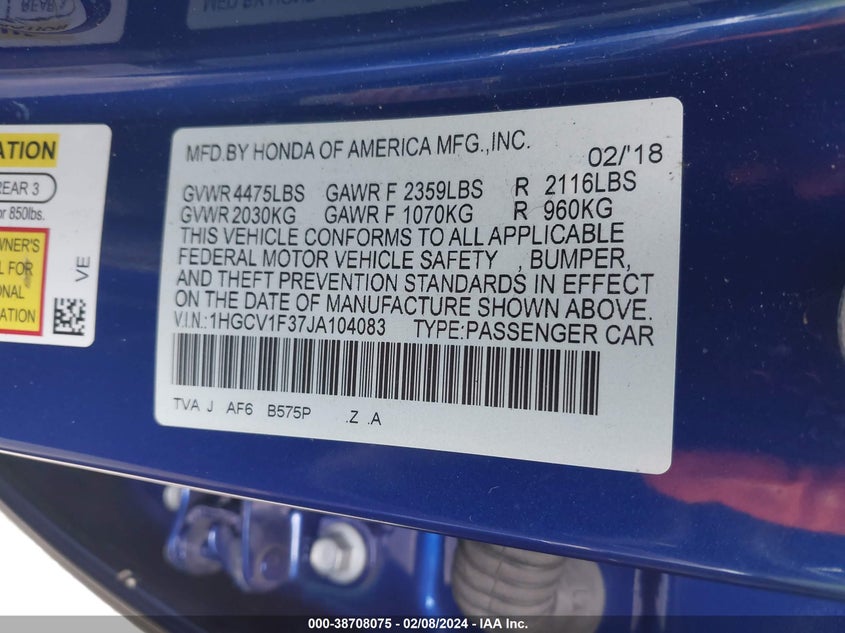 REAR 3
MFD.BY HONDA OF AMERICA MFG.,INC. 02/'18
GVWR 4475LBS GAWR F 2359LBS R 2116LBS
GVWR 2030KG GAWR F 1070KG R 960KG
THIS VEHICLE CONFORMS TO ALL APPLICABLE
FEDERAL MOTOR VEHICLE SAFETY , BUMPER,
AND THEFT PREVENTION STANDARDS IN EFFECT
ON THE DATE OF MANUFACTURE SHOWN ABOVE.
V.I.N.:1HGCV1F37JA104083 TYPE:PASSENGER CAR
TVA J AF6 B575P .Z .A
850lbs.
OWNER'S
FOR
VE
000-38708075 - 02/08/2024 - IAA Inc.